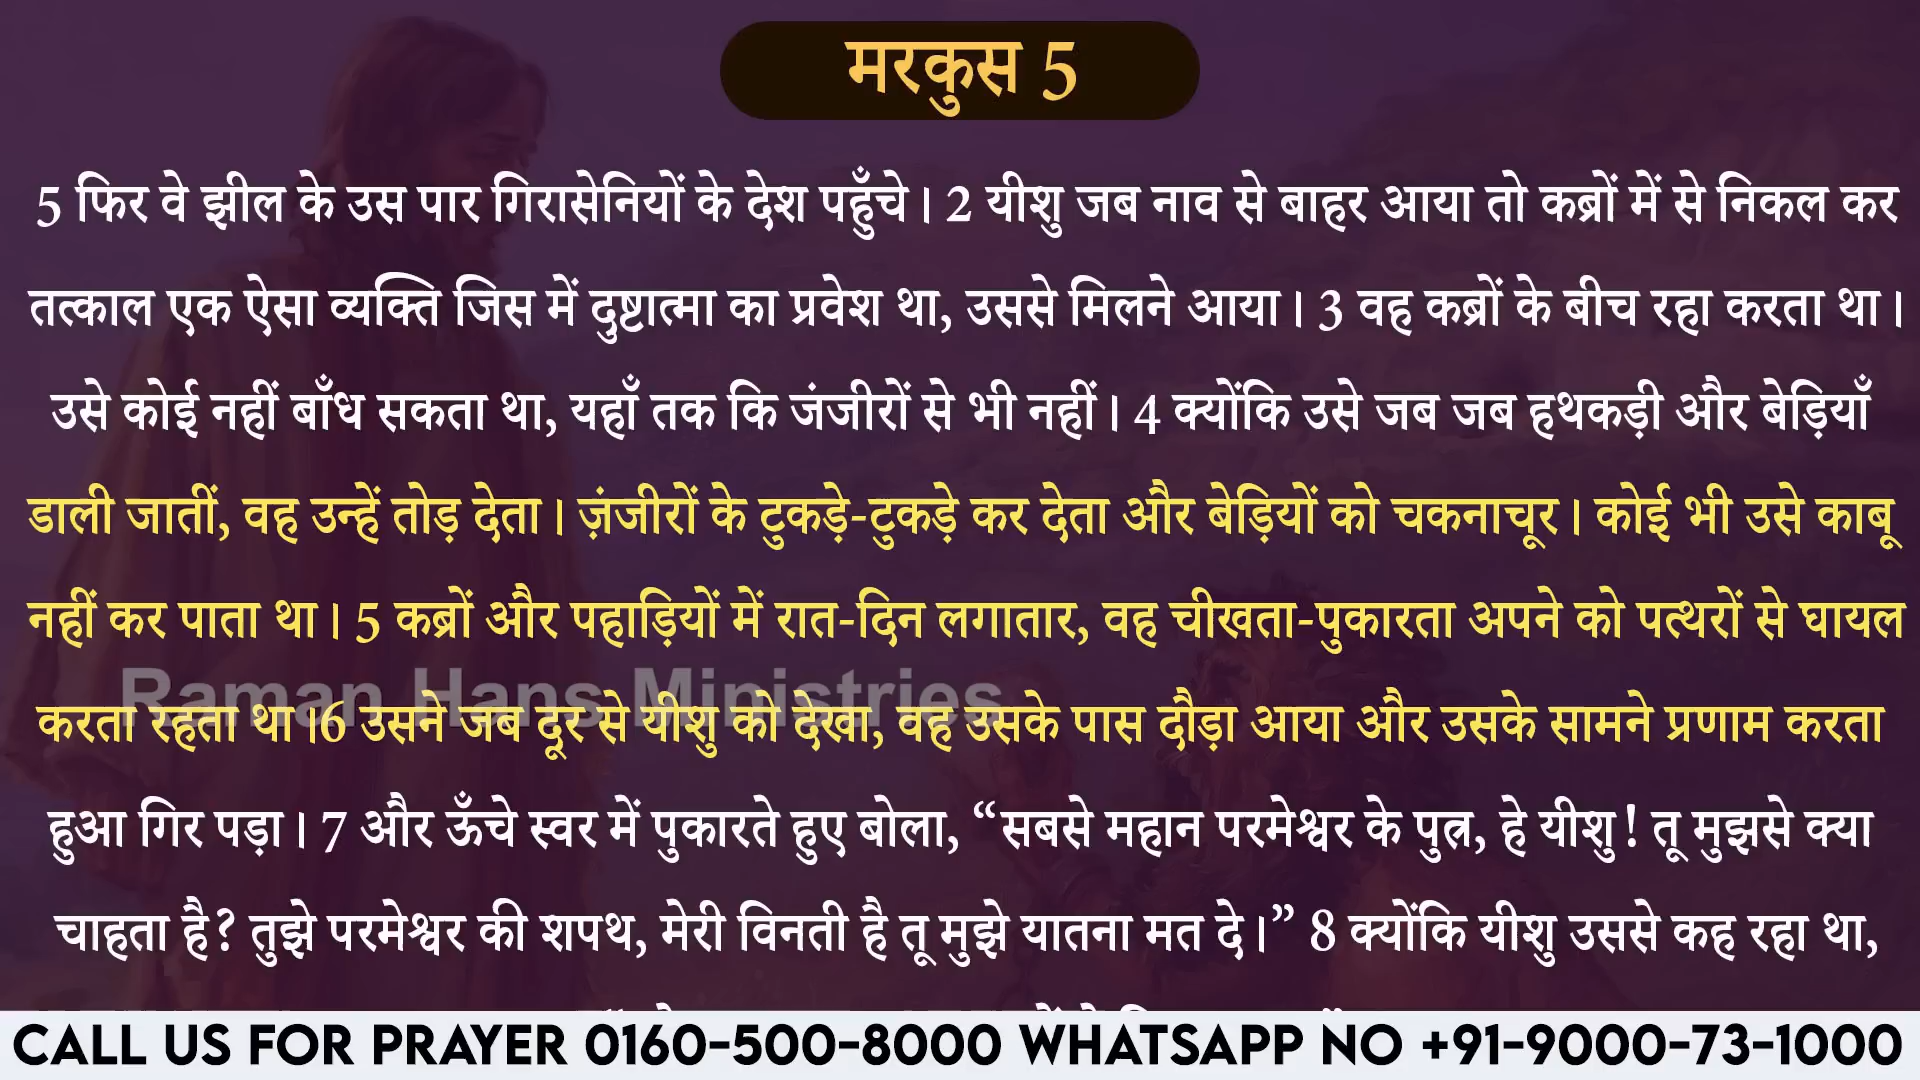 मरकुस 5
5 फिर वे झील के उस पार गिरासेनियों के देश पहुँचे। 2 यीशु जब नाव से बाहर आया तो कब्रों में से निकल कर
तत्काल एक ऐसा व्यक्ति जिस में दुष्टात्मा का प्रवेश था, उससे मिलने आया। 3 वह कब्रों के बीच रहा करता था।
उसे कोई नहीं बाँध सकता था, यहाँ तक कि जंजीरों से भी नहीं। 4 क्योंकि उसे जब जब हथकड़ी और बेड़ियाँ
डाली जातीं, वह उन्हें तोड़ देता। ज़ंजीरों के टुकड़े-टुकड़े कर देता और बेड़ियों को चकनाचूर। कोई भी उसे काबू
नहीं कर पाता था। 5 कब्रों और पहाड़ियों में रात-दिन लगातार, वह चीखता-पुकारता अपने को पत्थरों से घायल
Raman Hans Ministries
करता रहता था।6 उसने जब दूर से यीशु को देखा, वह उसके पास दौड़ा आया और उसके सामने प्रणाम करता
हुआ गिर पड़ा। 7 और ऊँचे स्वर में पुकारते हुए बोला, “सबसे महान परमेश्वर के पुत्र, हे यीशु! तू मुझसे क्या
चाहता है? तुझे परमेश्वर की शपथ, मेरी विनती है तू मुझे यातना मत दे।” 8 क्योंकि यीशु उससे कह रहा था,
CALL US FOR PRAYER 0160-500-8000 WHATSAPP NO +91-9000-73-1000